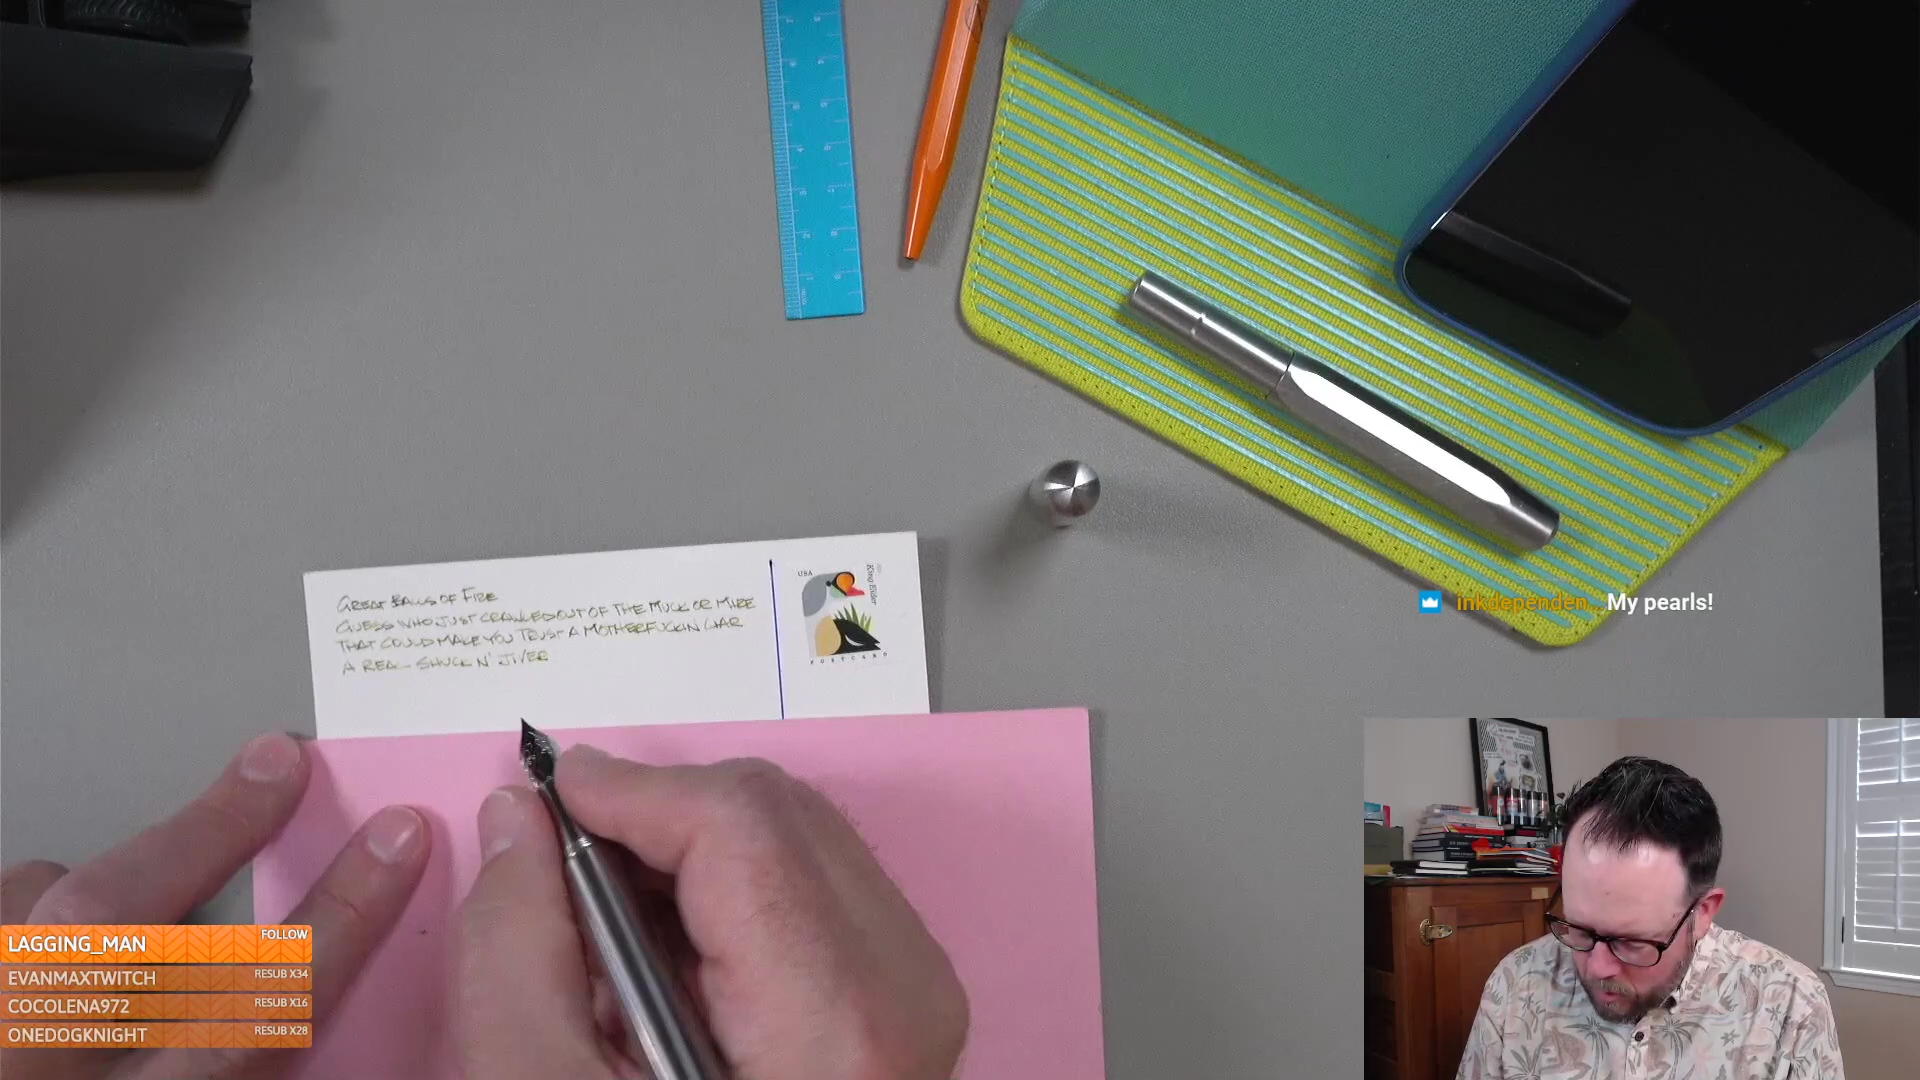 Great Balls of Fire
Guess who just crawled out of the muck or mire
That could make you trust a motherfuckin liar
A real shuck n' jiver
USA
King Eider
POSTCARD
inkdependen... My pearls!
LAGGING_MAN FOLLOW
EVANMAXTWITCH RESUB X34
COCOLENA972 RESUB X16
ONEDOGKNIGHT RESUB X28